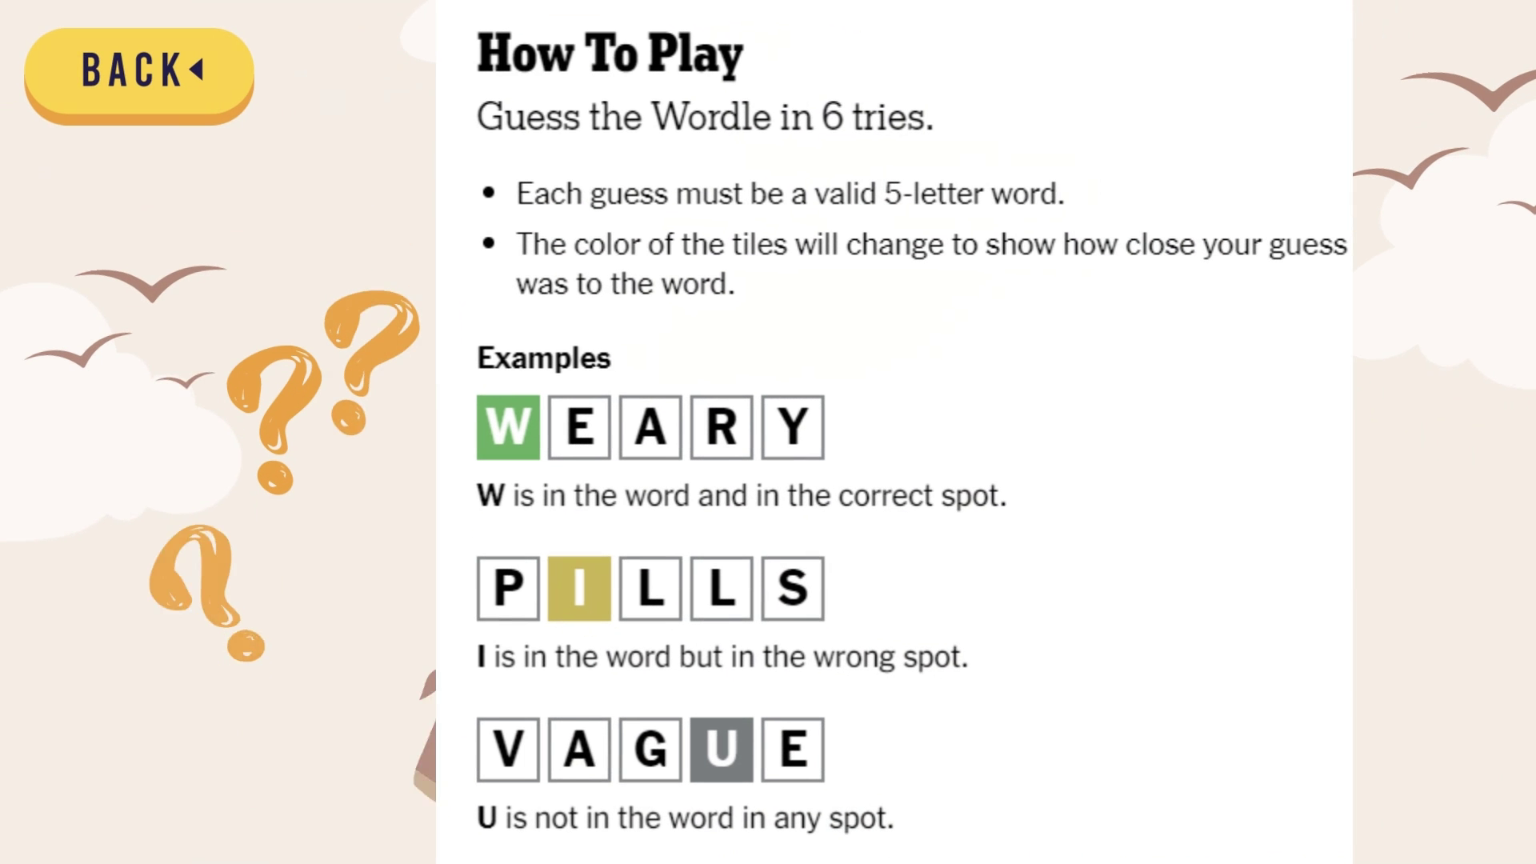 BACK
How To Play
Guess the Wordle in 6 tries.
• Each guess must be a valid 5-letter word.
• The color of the tiles will change to show how close your guess
was to the word.
Examples
W E A R Y
W is in the word and in the correct spot.
P I L L S
I is in the word but in the wrong spot.
V A G U E
U is not in the word in any spot.